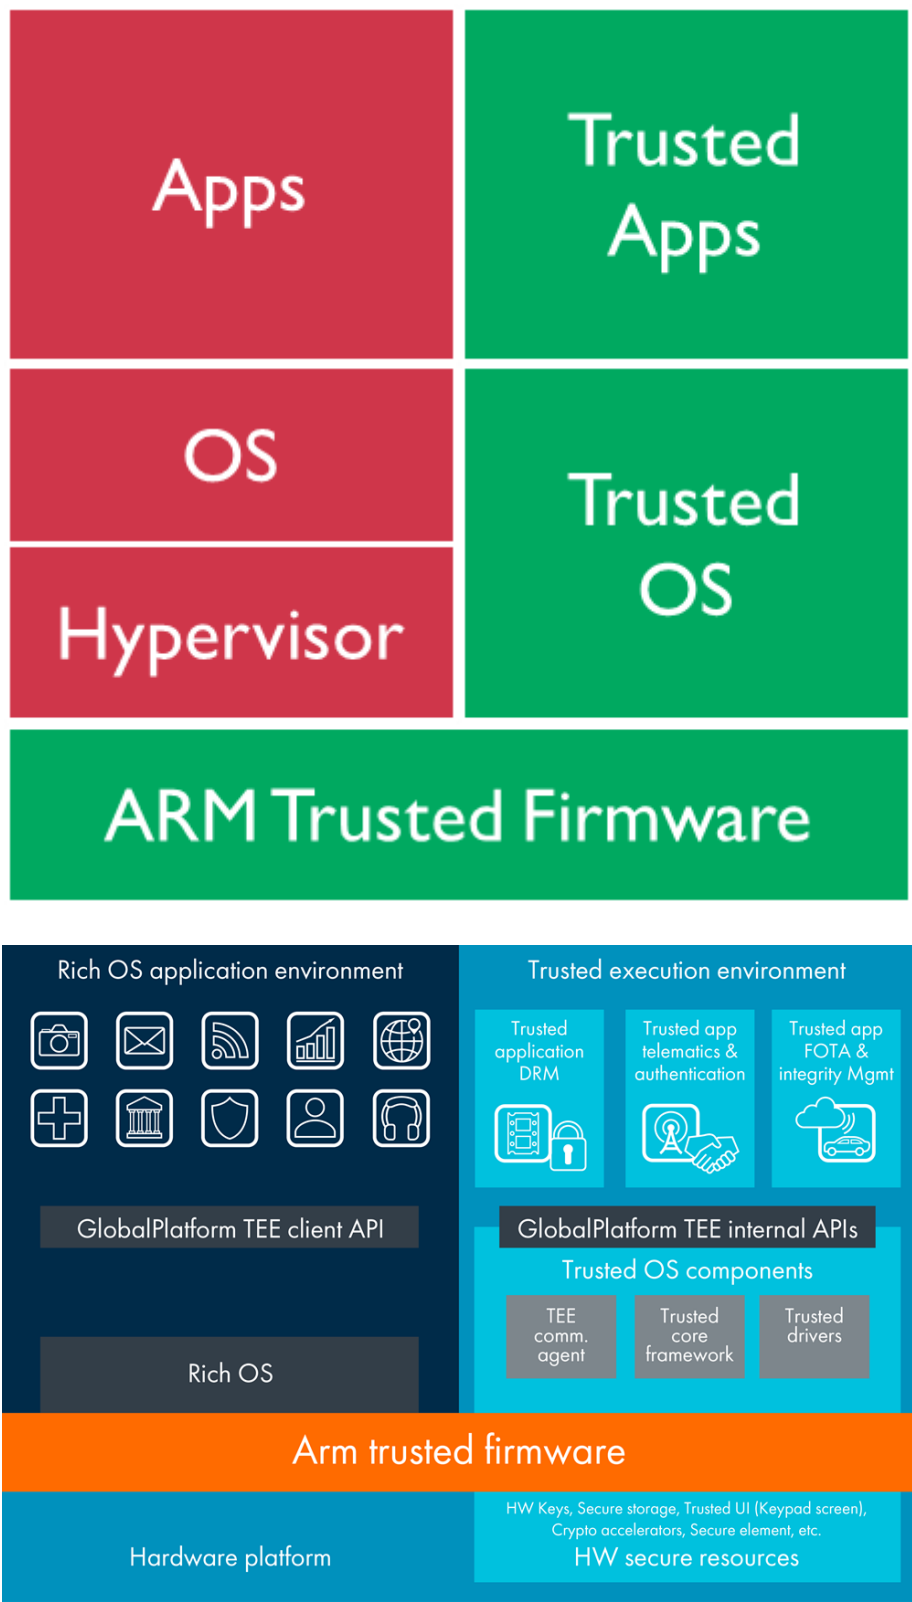 Apps
Trusted
Apps
OS
Trusted
OS
Hypervisor
ARM Trusted Firmware
Rich OS application environment
Trusted execution environment
Trusted
application
DRM
Trusted app
telematics &
authentication
Trusted app
FOTA &
integrity Mgmt
GlobalPlatform TEE client API
GlobalPlatform TEE internal APIs
Trusted OS components
TEE
comm.
agent
Trusted
core
framework
Trusted
drivers
Rich OS
Arm trusted firmware
HW Keys, Secure storage, Trusted UI (Keypad screen),
Crypto accelerators, Secure element, etc.
Hardware platform
HW secure resources